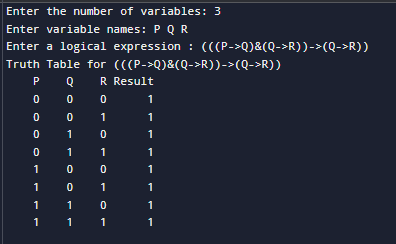 Enter the number of variables: 3
Enter variable names: P Q R
Enter a logical expression : (((P->Q)&(Q->R))->(Q->R))
Truth Table for (((P->Q)&(Q->R))->(Q->R))
P Q R Result
0 0 0 1
0 0 1 1
0 1 0 1
0 1 1 1
1 0 0 1
1 0 1 1
1 1 0 1
1 1 1 1